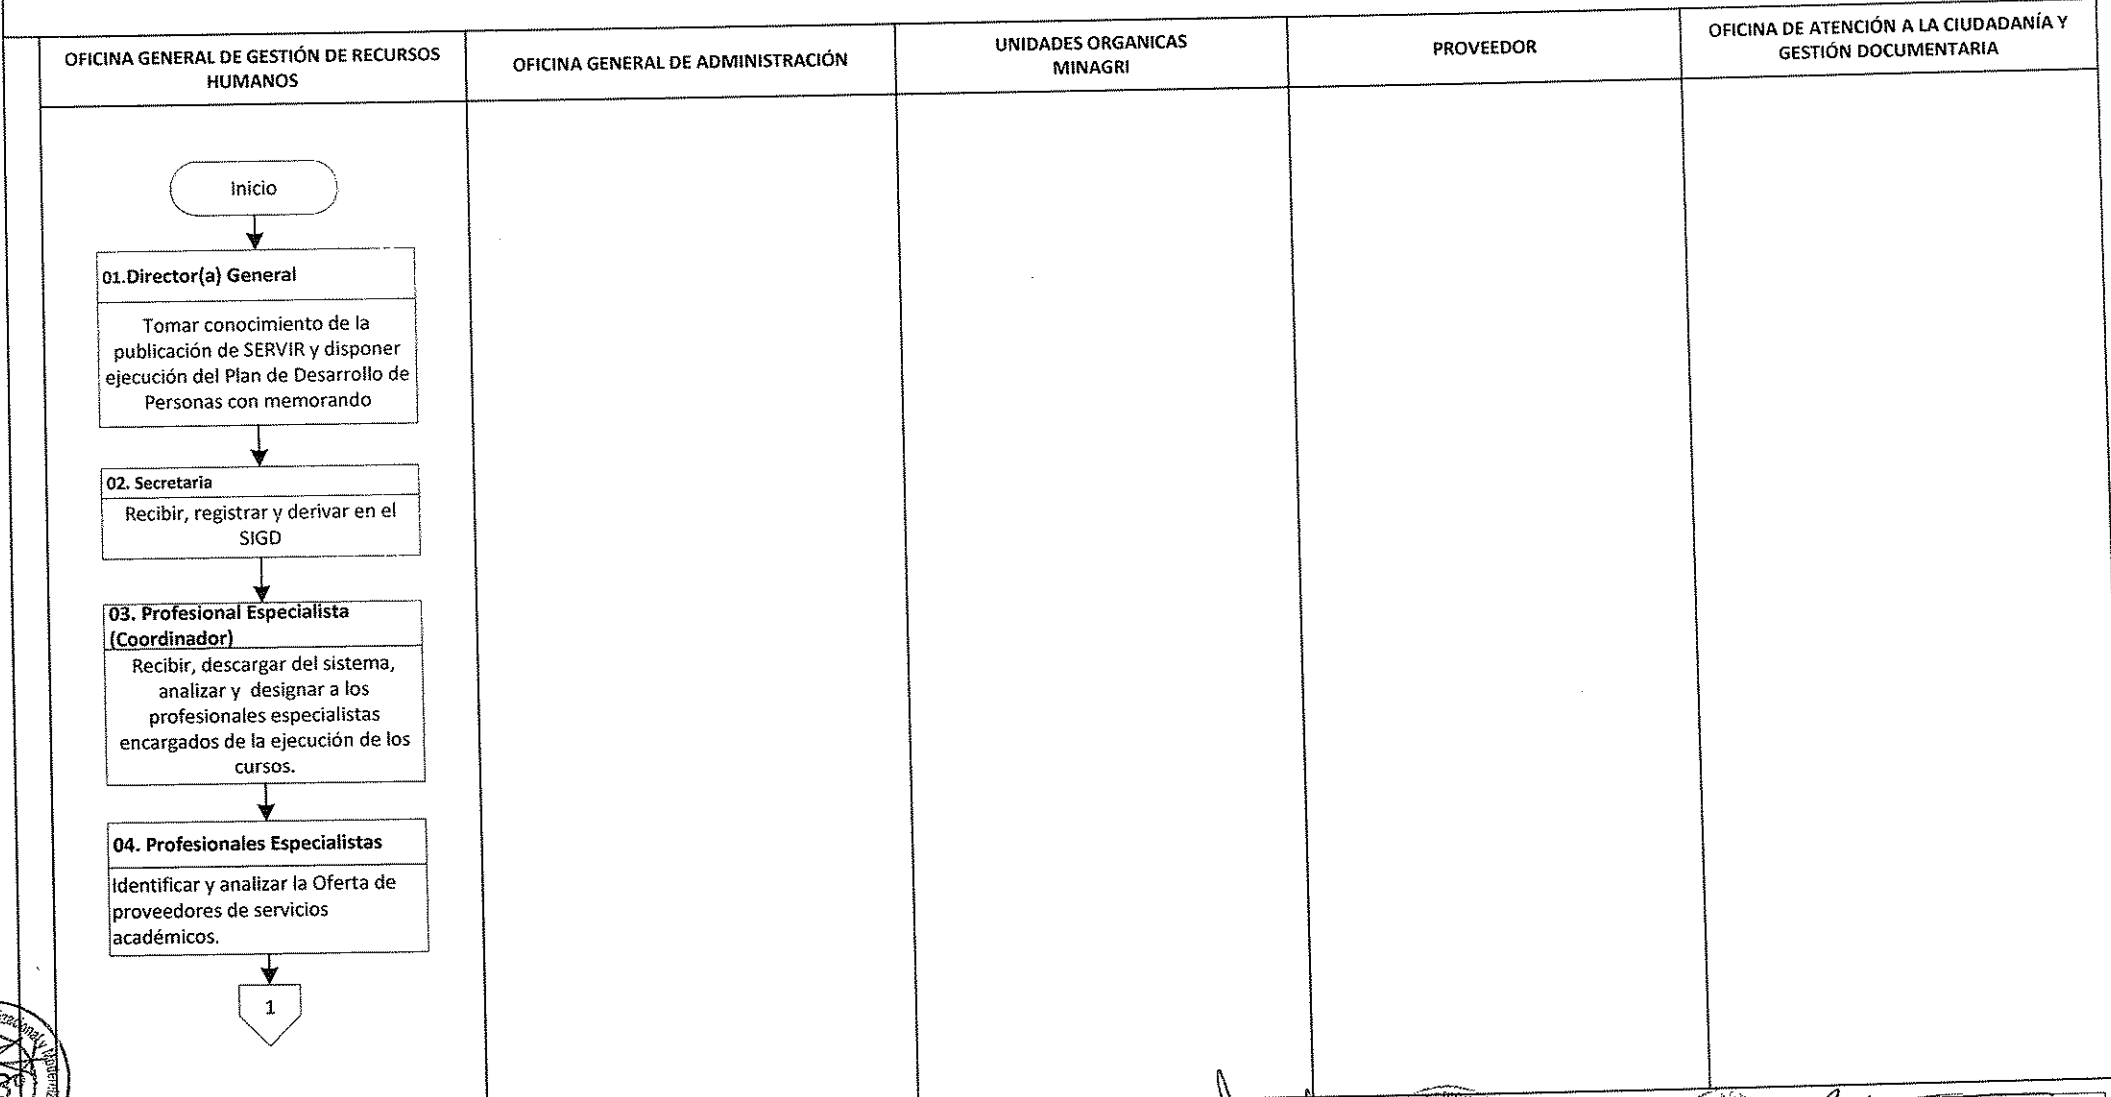 OFICINA GENERAL DE GESTIÓN DE RECURSOS
HUMANOS
OFICINA GENERAL DE ADMINISTRACIÓN
UNIDADES ORGANICAS
MINAGRI
PROVEEDOR
OFICINA DE ATENCIÓN A LA CIUDADANÍA Y
GESTIÓN DOCUMENTARIA
Inicio
01.Director(a) General
Tomar conocimiento de la
publicación de SERVIR y disponer
ejecución del Plan de Desarrollo de
Personas con memorando
02. Secretaria
Recibir, registrar y derivar en el
SIGD
03. Profesional Especialista
(Coordinador)
Recibir, descargar del sistema,
analizar y designar a los
profesionales especialistas
encargados de la ejecución de los
cursos.
04. Profesionales Especialistas
Identificar y analizar la Oferta de
proveedores de servicios
académicos.
1